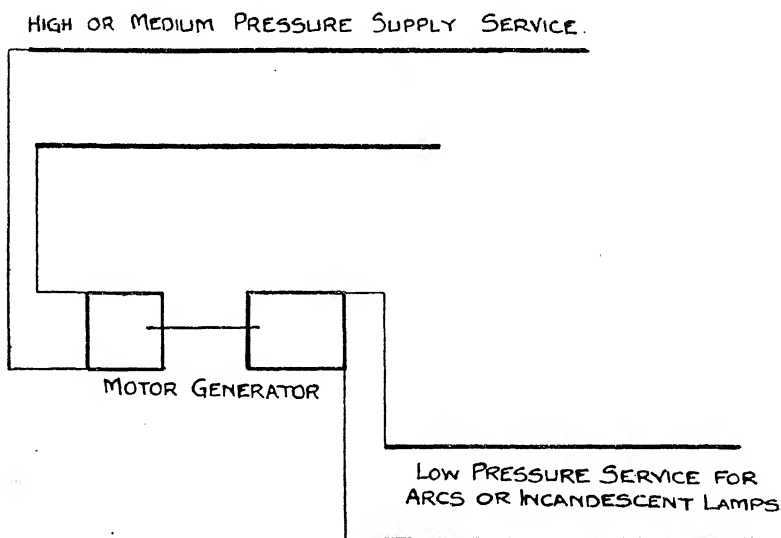 HIGH OR MEDIUM PRESSURE SUPPLY SERVICE.
MOTOR GENERATOR
LOW PRESSURE SERVICE FOR
ARCS OR INCANDESCENT LAMPS